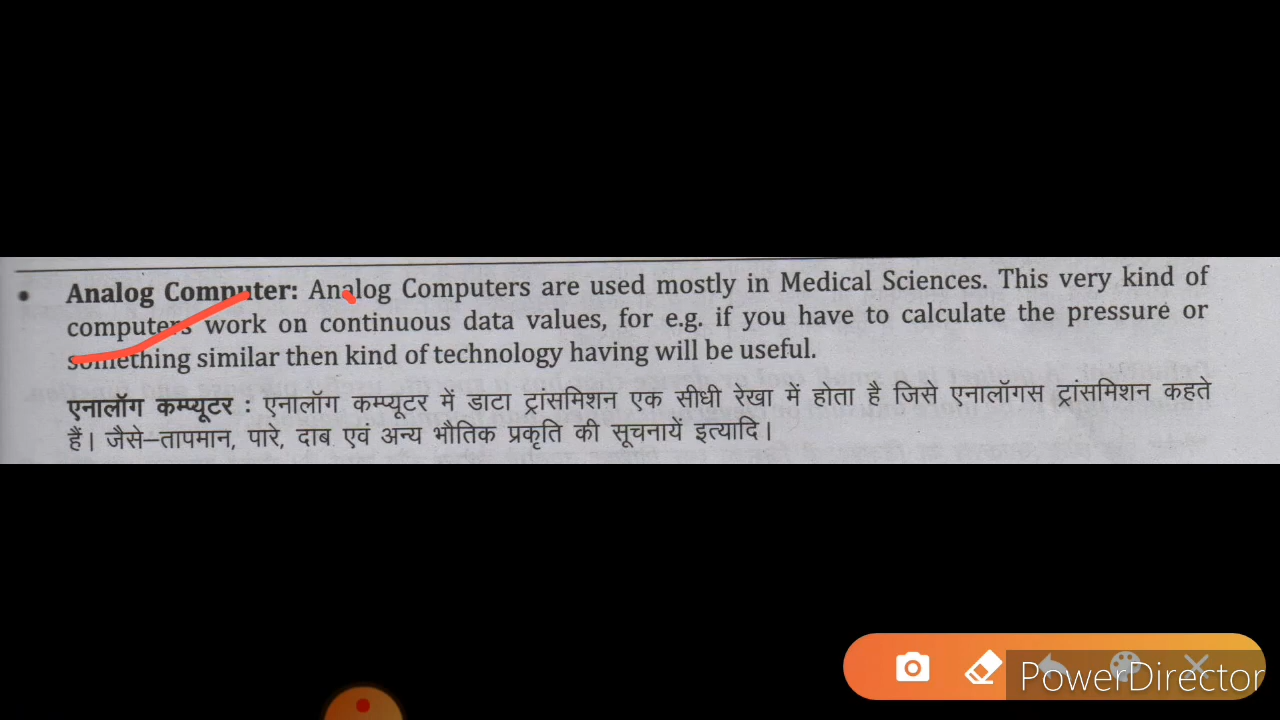 Analog Computer: Analog Computers are used mostly in Medical Sciences. This very kind of
computers work on continuous data values, for e.g. if you have to calculate the pressure or
something similar then kind of technology having will be useful.
एनालॉग कम्प्यूटर : एनालॉग कम्प्यूटर में डाटा ट्रांसमिशन एक सीधी रेखा में होता है जिसे एनालॉगस ट्रांसमिशन कहते
हैं। जैसे–तापमान, पारे, दाब एवं अन्य भौतिक प्रकृति की सूचनायें इत्यादि।
PowerDirector